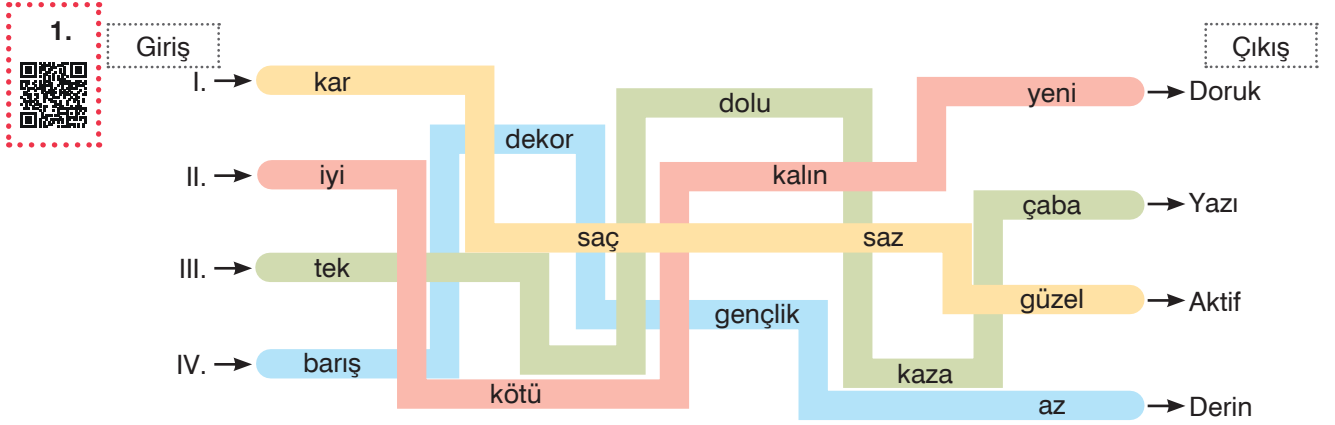 1.
Giriş
Çıkış
I. kar dolu yeni Doruk
dekor
II. iyi kalın
çaba Yazı
saç saz
III. tek
gençlik güzel Aktif
IV. barış
kaza
kötü
az Derin